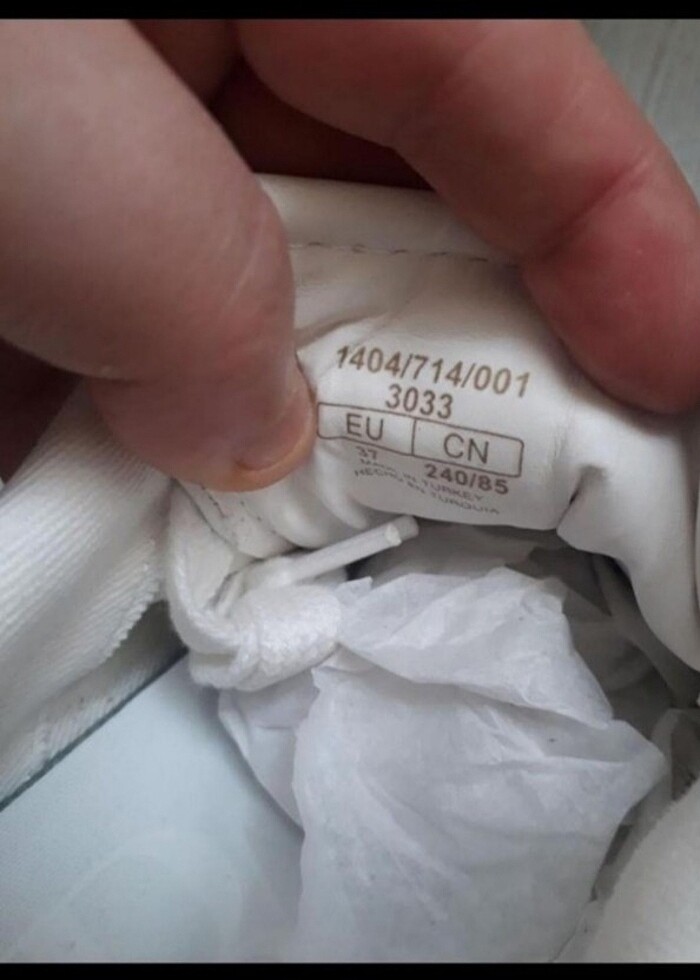 1404/714/001
3033
EU CN
37 240/85
MADE IN TURKEY
HECHO EN TURQUIA